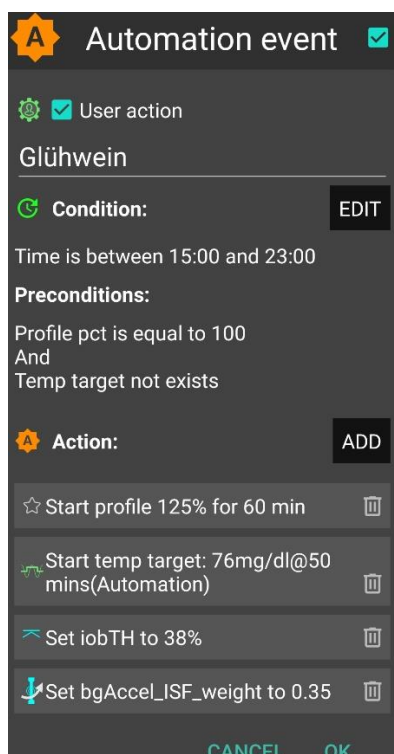 A
Automation event
User action
Glühwein
Condition:
EDIT
Time is between 15:00 and 23:00
Preconditions:
Profile pct is equal to 100
And
Temp target not exists
A
Action:
ADD
Start profile 125% for 60 min
Start temp target: 76mg/dl@50
mins(Automation)
Set iobTH to 38%
Set bgAccel_ISF_weight to 0.35
CANCEL
OK